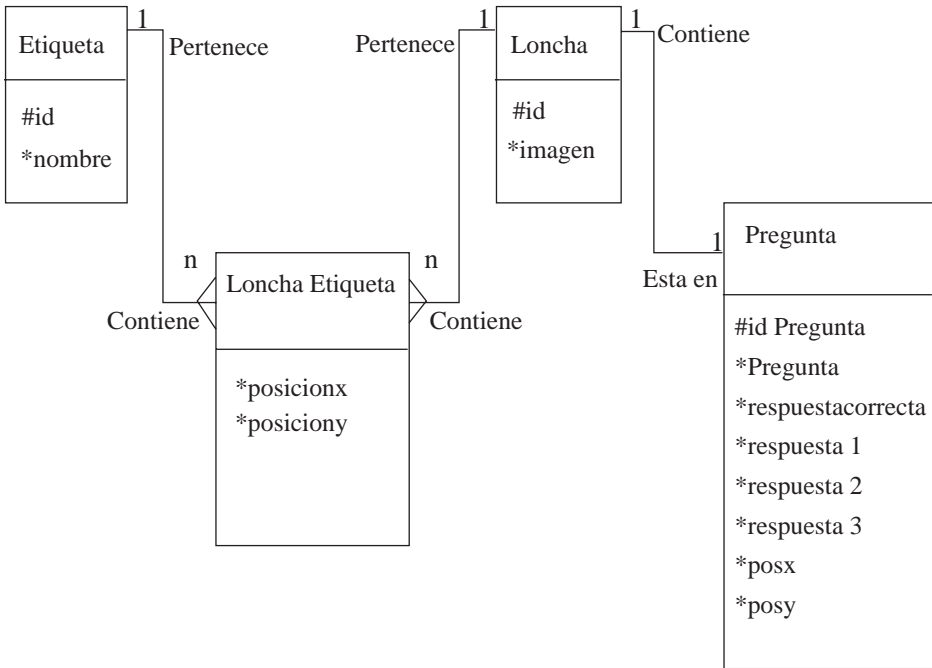 Etiqueta
#id
*nombre
1
Pertenece
Pertenece
1
Loncha
#id
*imagen
1
Contiene
n
Contiene
Loncha Etiqueta
*posicionx
*posiciony
n
Contiene
1
Esta en
Pregunta
#id Pregunta
*Pregunta
*respuestacorrecta
*respuesta 1
*respuesta 2
*respuesta 3
*posx
*posy